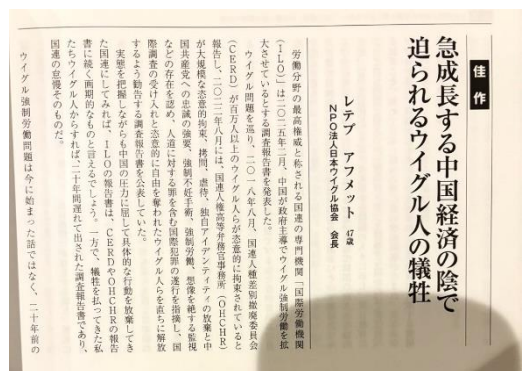 佳作
急成長する中国経済の陰で
迫られるウイグル人の犠牲
レテプ アフメット 47歳
NPO法人日本ウイグル協会 会長
労働分野の最高権威と称される国連の専門機関「国際労働機関
(ILO)」は二〇二五年二月、中国が政府主導でウイグル強制労働を拡
大させているとする調査報告書を発表した。
ウイグル問題を巡り、二〇一八年八月、国連人種差別撤廃委員会
(CERD)が百万人以上のウイグル人らが恣意的に拘束されていると
報告し、二〇二二年八月には、国連人権高等弁務官事務所(OHCHR)
が大規模な恣意的拘束、拷問、虐待、独自アイデンティティの放棄と中
国共産党への忠誠の強要、強制不妊手術、強制労働、想像を絶する監視
などの存在を認め、人道に対する罪を含む国際犯罪の遂行を指摘し、国
際調査の受け入れと恣意的に自由を奪われたウイグル人らを直ちに解放
するよう勧告する調査報告書を公表していた。
実態を把握しながらも中国の圧力に屈して具体的な行動を放棄してき
た国連にしてみれば、ILOの報告書は、CERDやOHCHRの報告
書に続く画期的なものと言えるでしょう。一方で、犠牲を払ってきた私
たちウイグル人からすれば、二十年間遅れて出された調査報告書であり、
国連の怠慢そのものだ。
ウイグル強制労働問題は今に始まった話ではなく、二十年前の